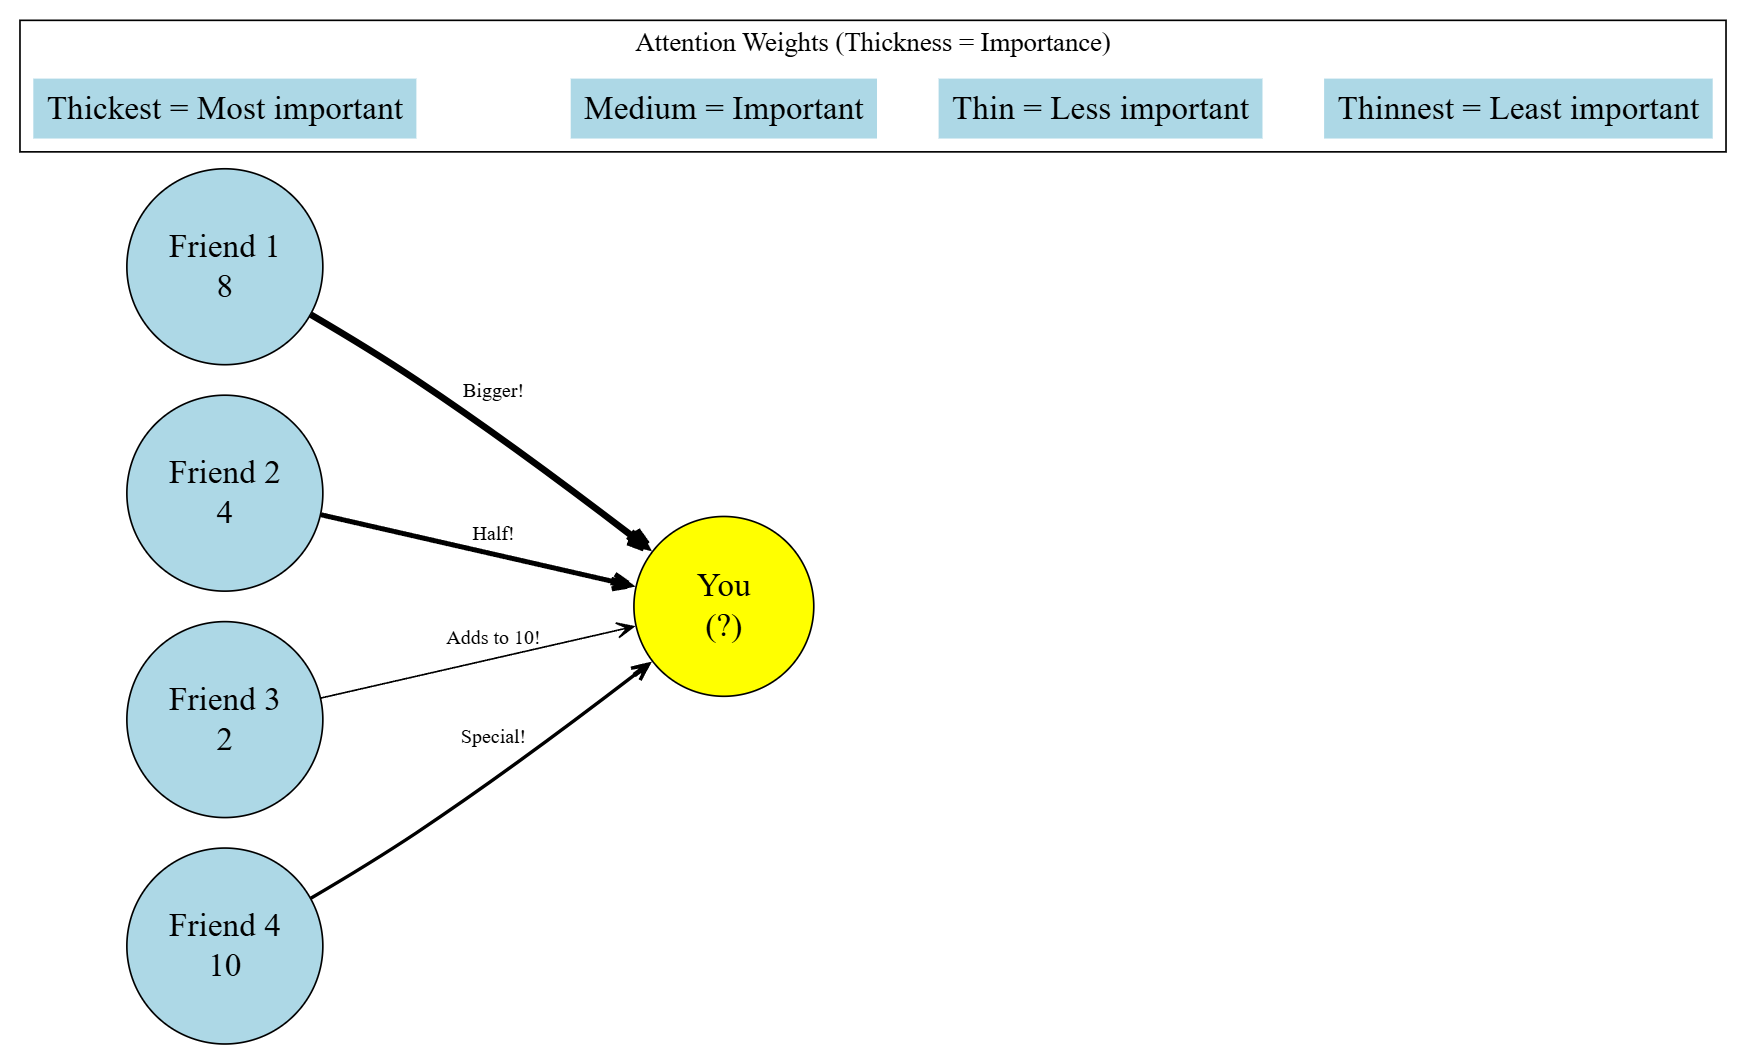 Attention Weights (Thickness = Importance)
Thickest = Most important
Medium = Important
Thin = Less important
Thinnest = Least important
Friend 1
8
Bigger!
Friend 2
4
Half!
You
(?)
Adds to 10!
Friend 3
2
Special!
Friend 4
10